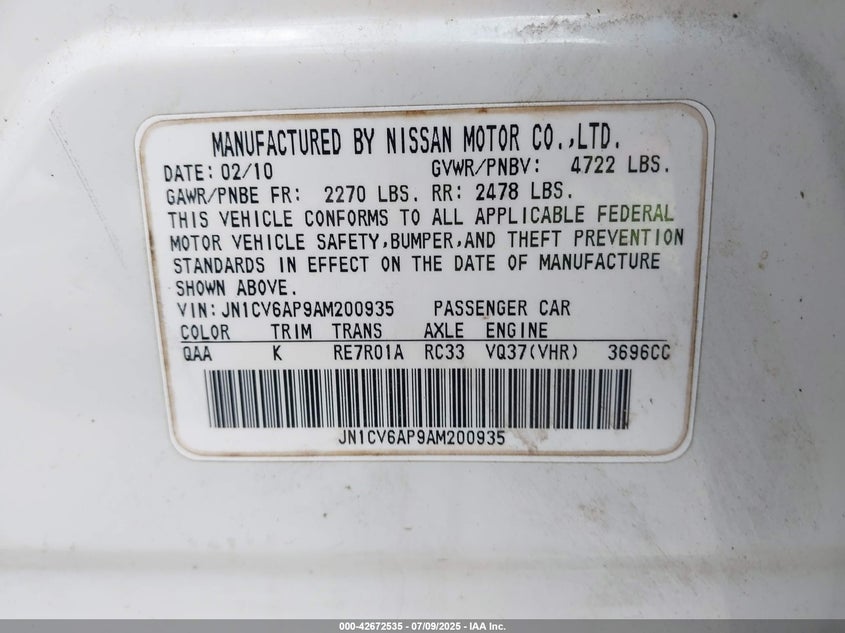 MANUFACTURED BY NISSAN MOTOR CO.,LTD.
DATE: 02/10 GVWR/PNBV: 4722 LBS.
GAWR/PNBE FR: 2270 LBS. RR: 2478 LBS.
THIS VEHICLE CONFORMS TO ALL APPLICABLE FEDERAL
MOTOR VEHICLE SAFETY,BUMPER,AND THEFT PREVENTION
STANDARDS IN EFFECT ON THE DATE OF MANUFACTURE
SHOWN ABOVE.
VIN: JN1CV6AP9AM200935 PASSENGER CAR
COLOR TRIM TRANS AXLE ENGINE
QAA K RE7R01A RC33 VQ37(VHR) 3696CC
JN1CV6AP9AM200935
000-42672535 - 07/09/2025 - IAA Inc.